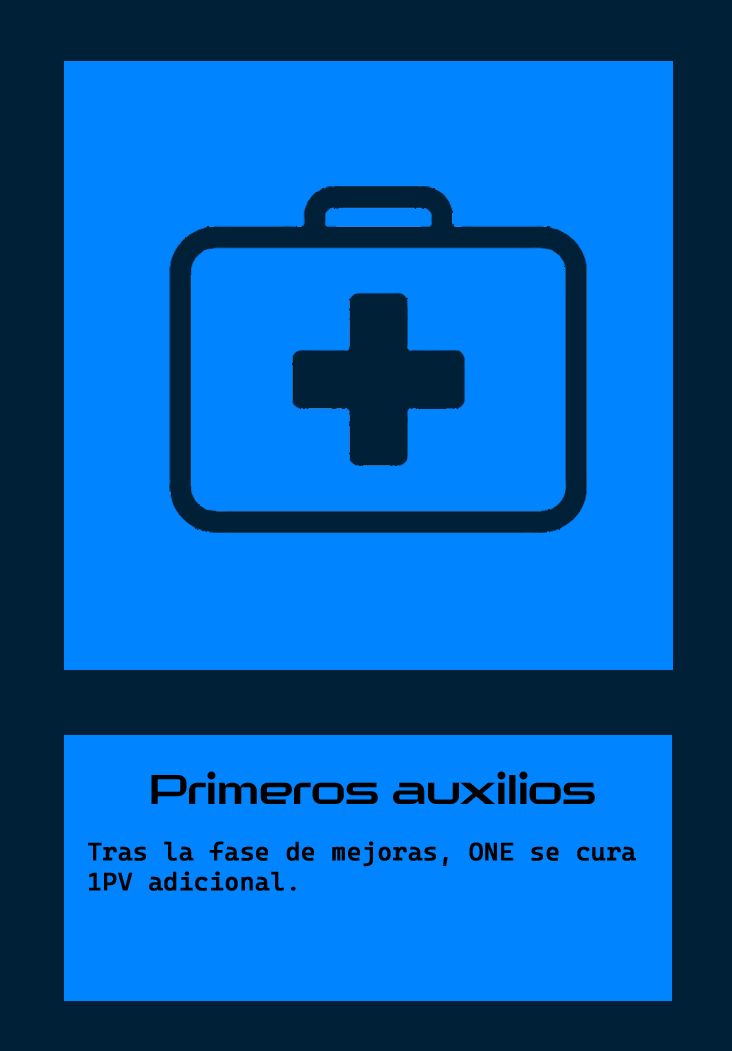 Primeros auxilios
Tras la fase de mejoras, ONE se cura
1PV adicional.